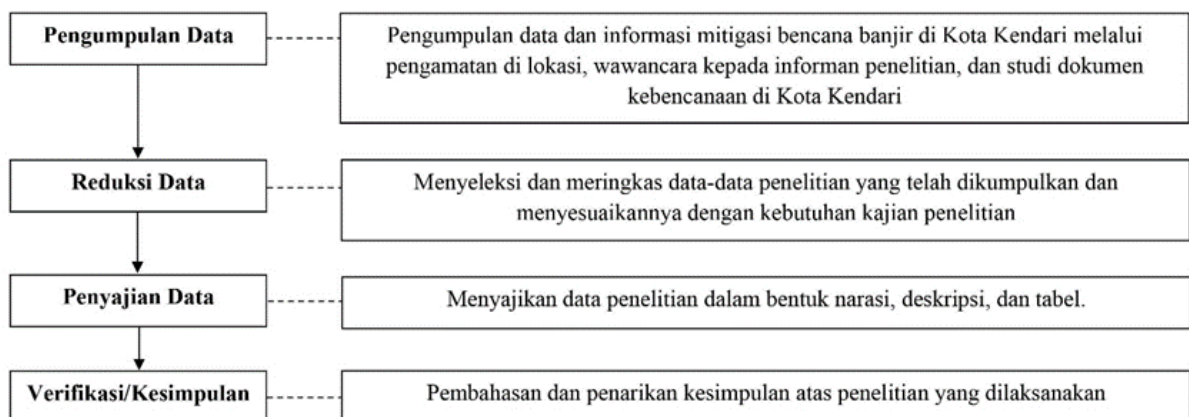 Pengumpulan Data
Pengumpulan data dan informasi mitigasi bencana banjir di Kota Kendari melalui
pengamatan di lokasi, wawancara kepada informan penelitian, dan studi dokumen
kebencanaan di Kota Kendari
Reduksi Data
Menyeleksi dan meringkas data-data penelitian yang telah dikumpulkan dan
menyesuaikannya dengan kebutuhan kajian penelitian
Penyajian Data
Menyajikan data penelitian dalam bentuk narasi, deskripsi, dan tabel.
Verifikasi/Kesimpulan
Pembahasan dan penarikan kesimpulan atas penelitian yang dilaksanakan